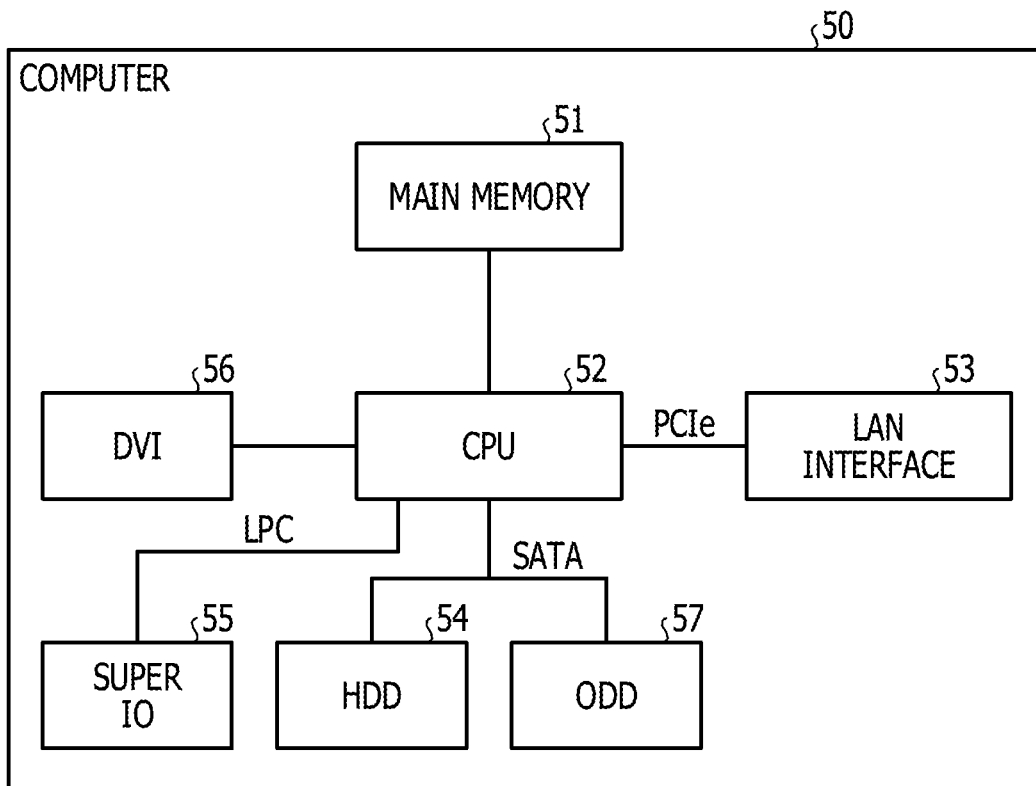 50
COMPUTER
51
MAIN MEMORY
56
52
53
DVI
CPU
PCIe
LAN
INTERFACE
LPC
SATA
55
54
57
SUPER
IO
HDD
ODD